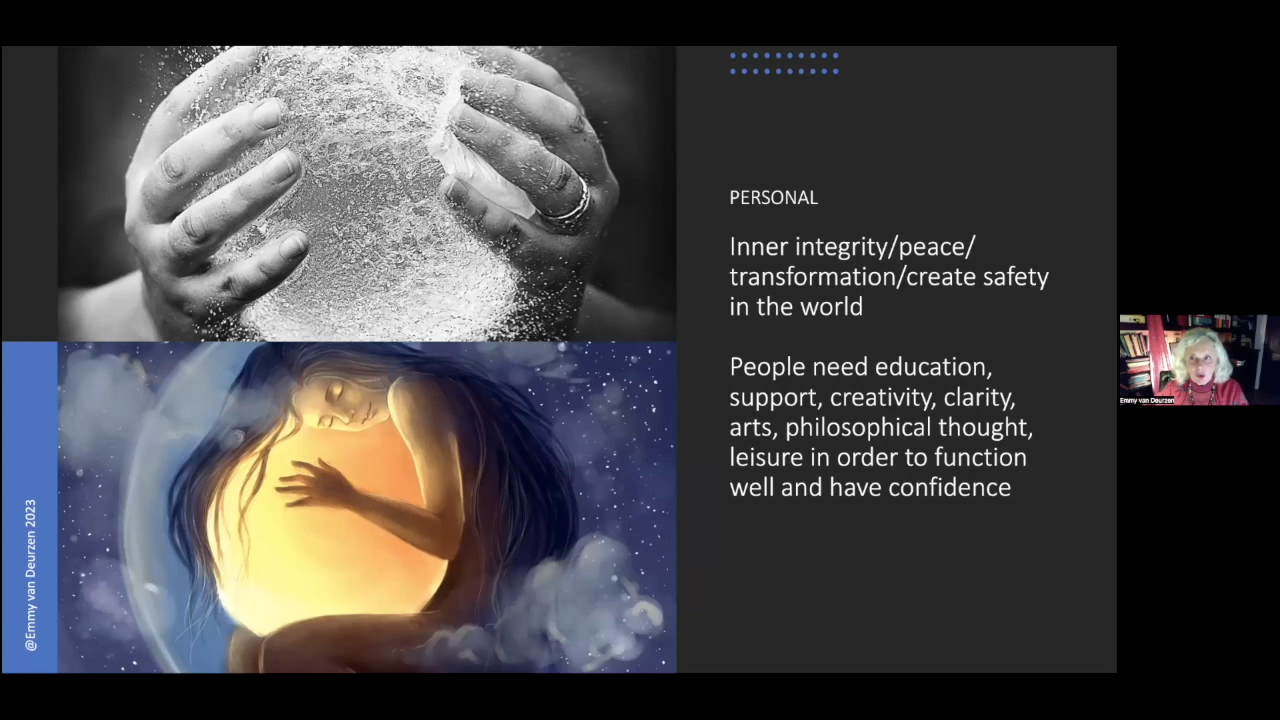 PERSONAL
Inner integrity/peace/
transformation/create safety
in the world
People need education,
support, creativity, clarity,
arts, philosophical thought,
leisure in order to function
well and have confidence
@Emmy van Deurzen 2023
Emmy van Deurzen